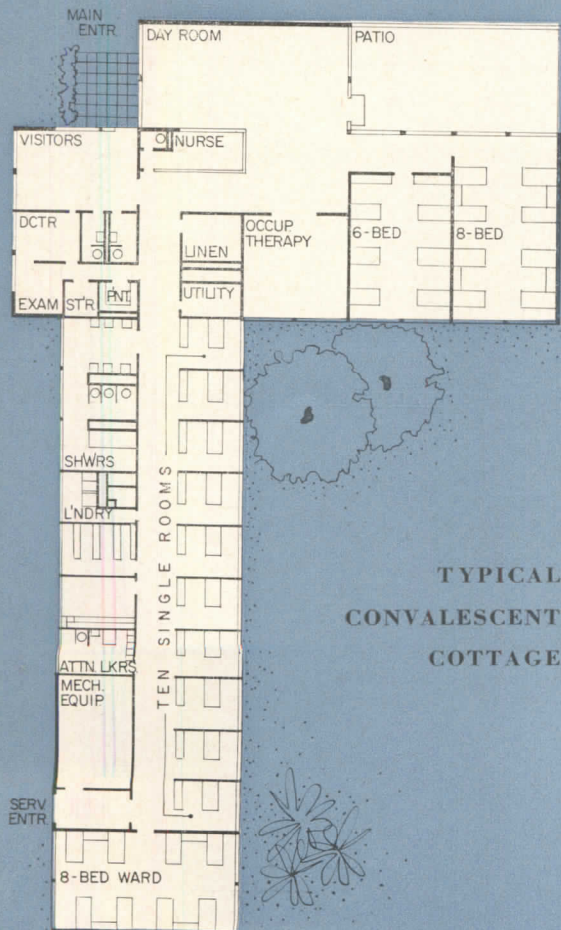 MAIN
ENTR.
DAY ROOM
PATIO
VISITORS
NURSE
DCTR
LINEN
OCCUP.
THERAPY
6-BED
8-BED
EXAM
ST'R
PNT.
UTILITY
SHWRS
L'NDRY
TEN SINGLE ROOMS
TYPICAL
CONVALESCENT
COTTAGE
ATTN. LKRS.
MECH.
EQUIP.
SERV.
ENTR.
8-BED WARD